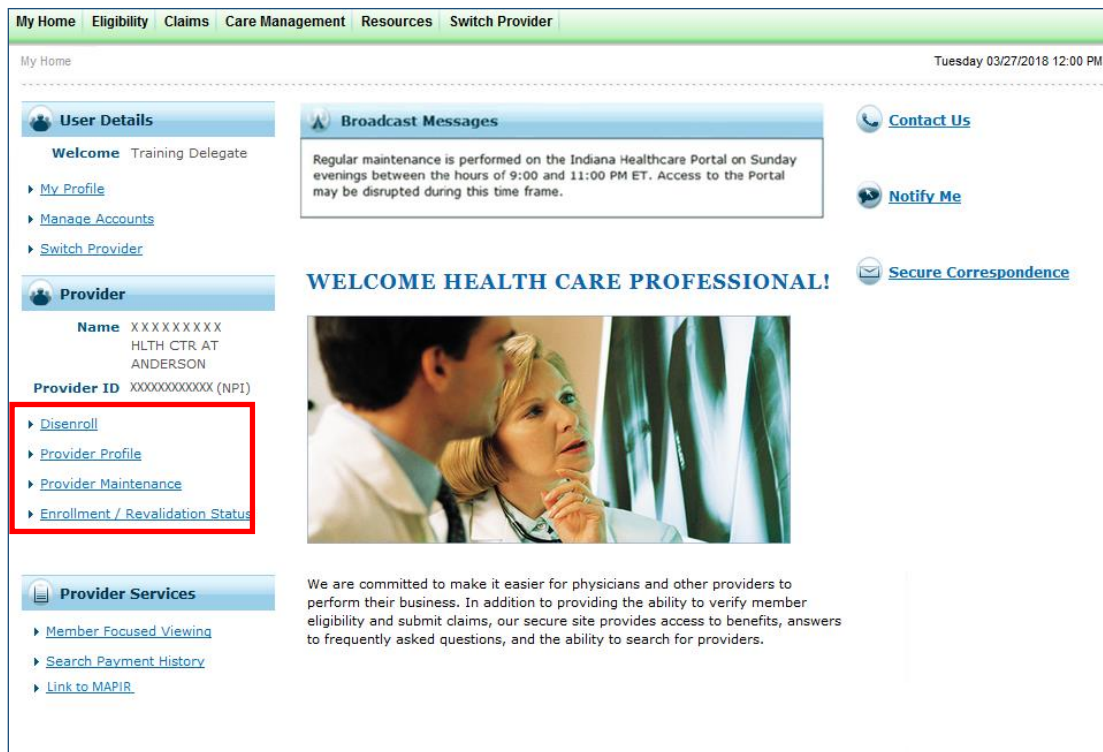 My Home Eligibility Claims Care Management Resources Switch Provider
My Home
Tuesday 03/27/2018 12:00 PM
User Details
Welcome Training Delegate
My Profile
Manage Accounts
Switch Provider
Provider
Name XXXXXXXXX
HLTH CTR AT
ANDERSON
Provider ID XXXXXXXXXXXX (NPI)
Disenroll
Provider Profile
Provider Maintenance
Enrollment / Revalidation Status
Provider Services
Member Focused Viewing
Search Payment History
Link to MAPIR
Broadcast Messages
Regular maintenance is performed on the Indiana Healthcare Portal on Sunday
evenings between the hours of 9:00 and 11:00 PM ET. Access to the Portal
may be disrupted during this time frame.
WELCOME HEALTH CARE PROFESSIONAL!
We are committed to make it easier for physicians and other providers to
perform their business. In addition to providing the ability to verify member
eligibility and submit claims, our secure site provides access to benefits, answers
to frequently asked questions, and the ability to search for providers.
Contact Us
Notify Me
Secure Correspondence